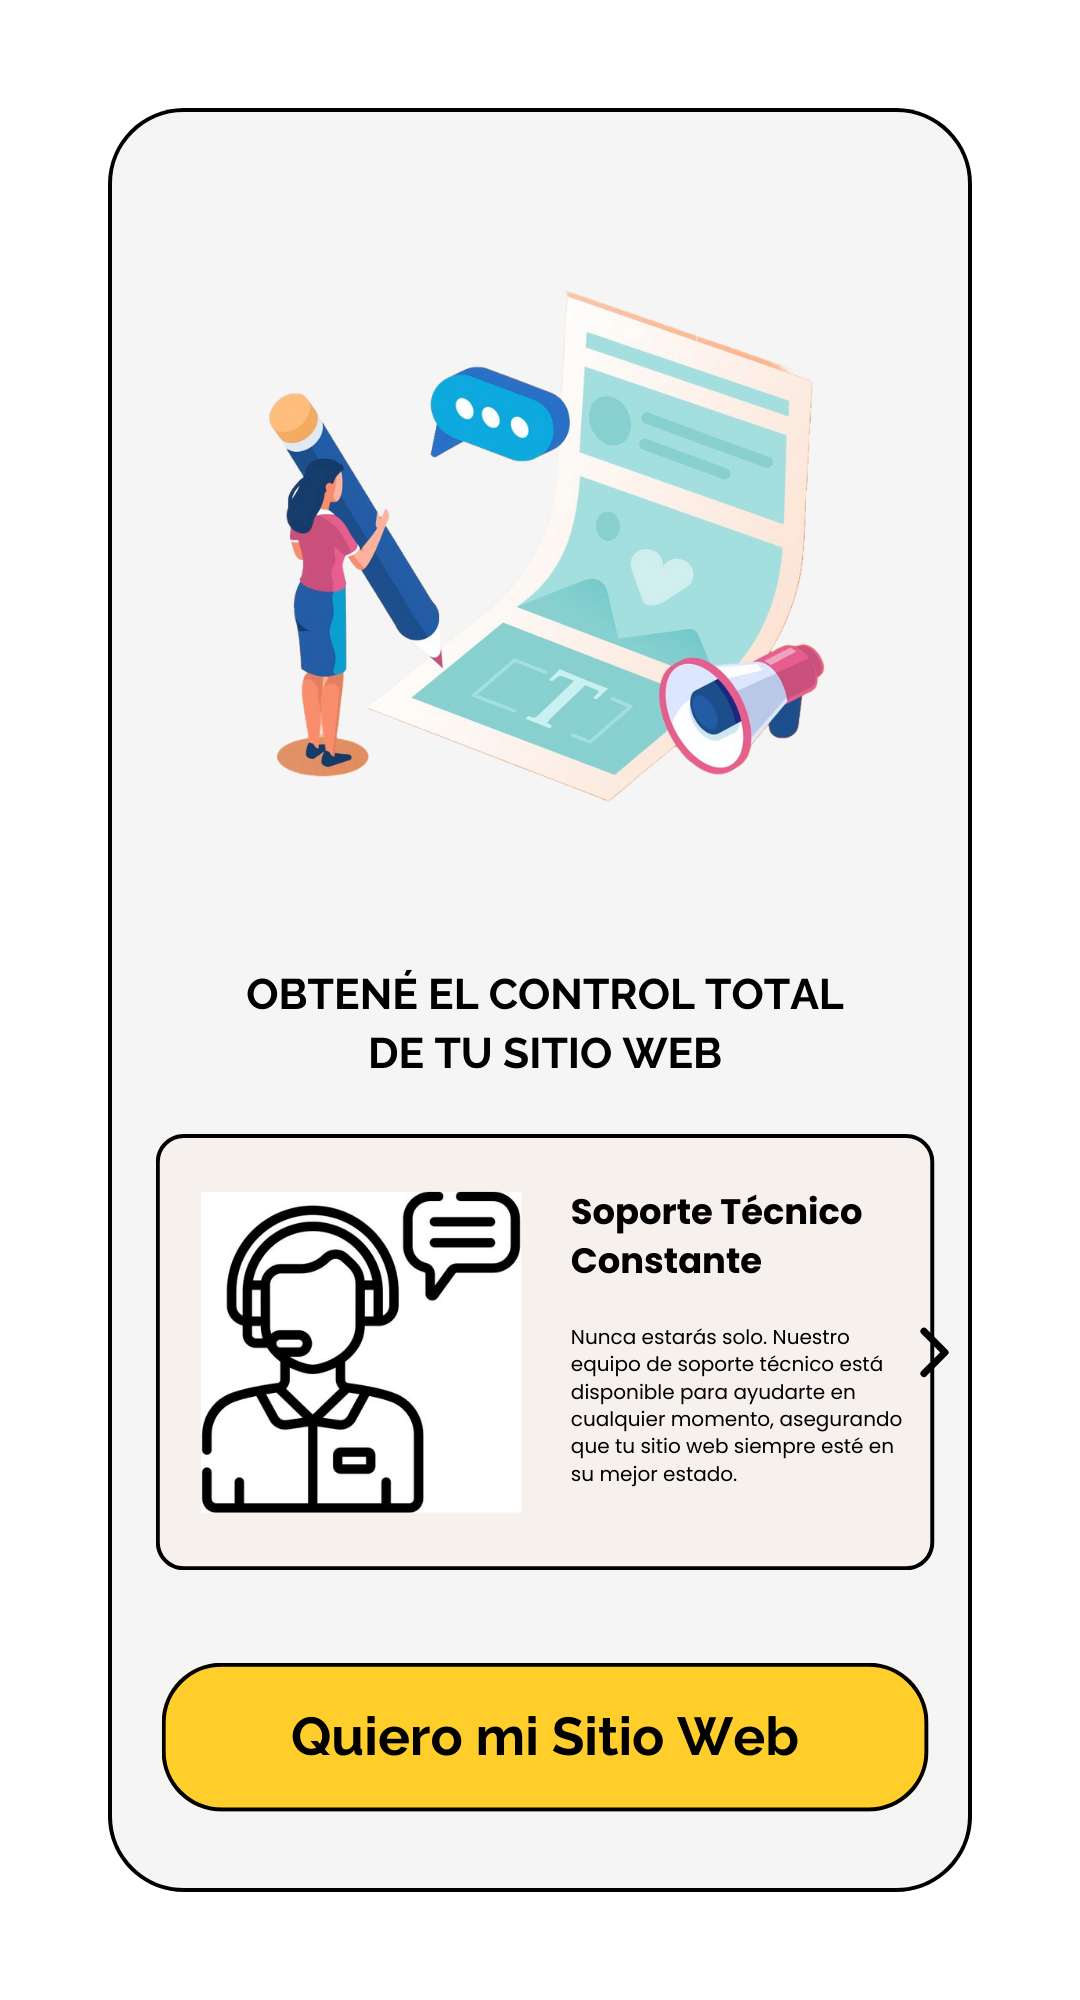 T
OBTENÉ EL CONTROL TOTAL
DE TU SITIO WEB
Soporte Técnico
Constante
Nunca estarás solo. Nuestro
equipo de soporte técnico está
disponible para ayudarte en
cualquier momento, asegurando
que tu sitio web siempre esté en
su mejor estado.
Quiero mi Sitio Web